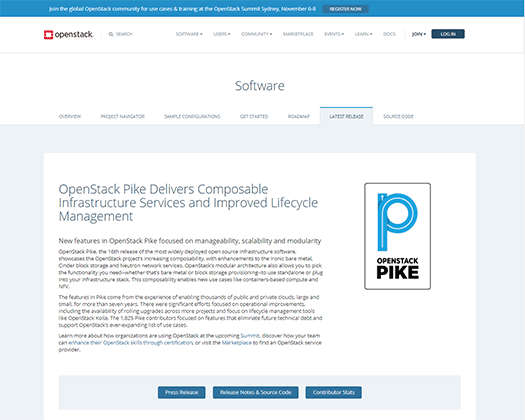 Join the global OpenStack community for use cases & training at the OpenStack Summit Sydney, November 6-8 REGISTER NOW
openstack. SEARCH SOFTWARE USERS COMMUNITY MARKETPLACE EVENTS LEARN DOCS JOIN LOG IN
Software
OVERVIEW PROJECT NAVIGATOR SAMPLE CONFIGURATIONS GET STARTED ROADMAP LATEST RELEASE SOURCE CODE
OpenStack Pike Delivers Composable
Infrastructure Services and Improved Lifecycle
Management
OPENSTACK
PIKE
New features in OpenStack Pike focused on manageability, scalability and modularity
OpenStack Pike, the 16th release of the most widely deployed open source infrastructure software,
showcases the OpenStack project's increasing composability, with enhancements to the Ironic bare metal,
Cinder block storage and Neutron network services. OpenStack's modular architecture also allows you to pick
the functionality you need—whether that's bare metal or block storage provisioning—to use standalone or plug
into your infrastructure stack. This composability enables new use cases like containers-based compute and
NFV.
The features in Pike come from the experience of enabling thousands of public and private clouds, large and
small, for more than seven years. There were significant efforts focused on operational improvements,
including the availability of rolling upgrades across more projects and focus on lifecycle management tools
like OpenStack Kolla. The 1,825 Pike contributors focused on features that eliminate future technical debt and
support OpenStack's ever-expanding list of use cases.
Learn more about how organizations are using OpenStack at the upcoming Summit, discover how your team
can enhance their OpenStack skills through certification, or visit the Marketplace to find an OpenStack service
provider.
Press Release Release Notes & Source Code Contributor Stats